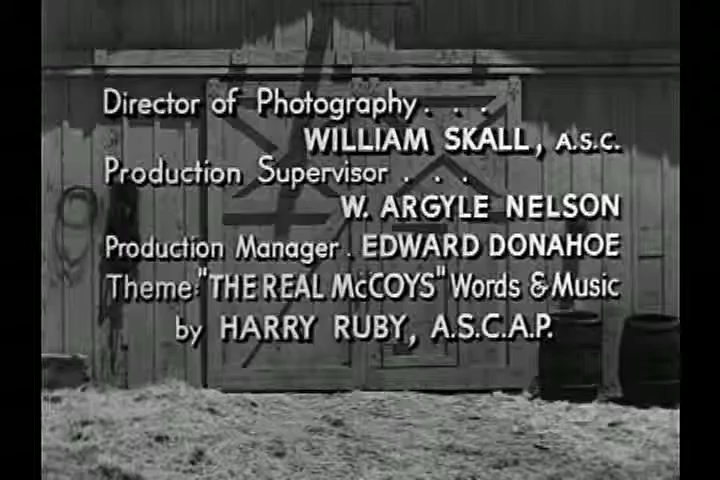 Director of Photography . . .
WILLIAM SKALL, A.S.C.
Production Supervisor . . .
W. ARGYLE NELSON
Production Manager . EDWARD DONAHOE
Theme: "THE REAL McCOYS" Words & Music
by HARRY RUBY, A.S.C.A.P.